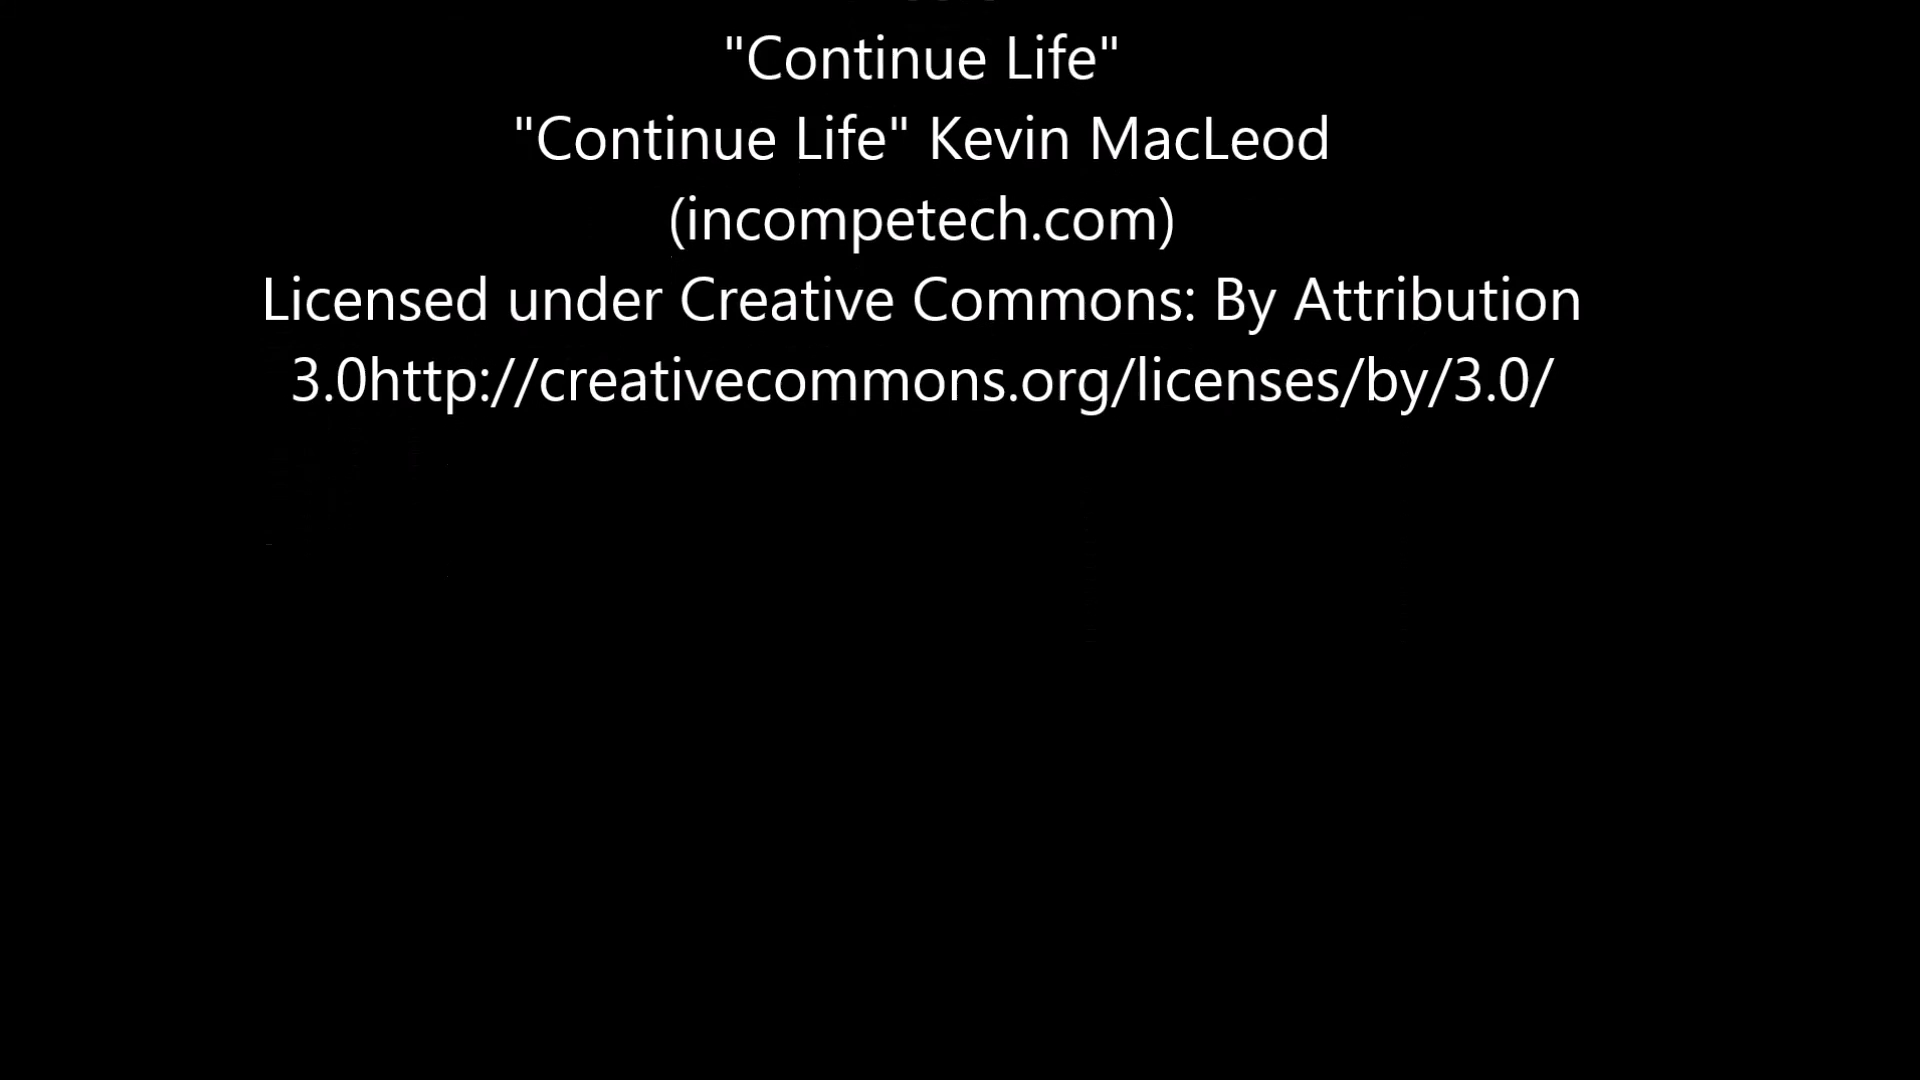 "Continue Life"
"Continue Life" Kevin MacLeod
(incompetech.com)
Licensed under Creative Commons: By Attribution
3.0http://creativecommons.org/licenses/by/3.0/